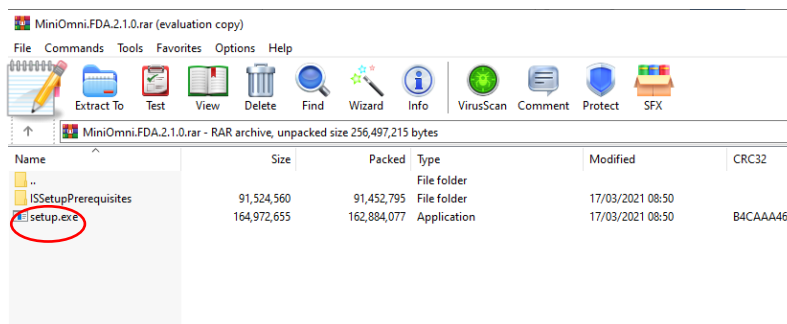 MiniOmni.FDA.2.1.0.rar (evaluation copy)
File Commands Tools Favorites Options Help
Extract To Test View Delete Find Wizard Info VirusScan Comment Protect SFX
MiniOmni.FDA.2.1.0.rar - RAR archive, unpacked size 256,497,215 bytes
Name Size Packed Type Modified CRC32
.. File folder
ISSetupPrerequisites 91,524,560 91,452,795 File folder 17/03/2021 08:50
setup.exe 164,972,655 162,884,077 Application 17/03/2021 08:50 B4CAAA46